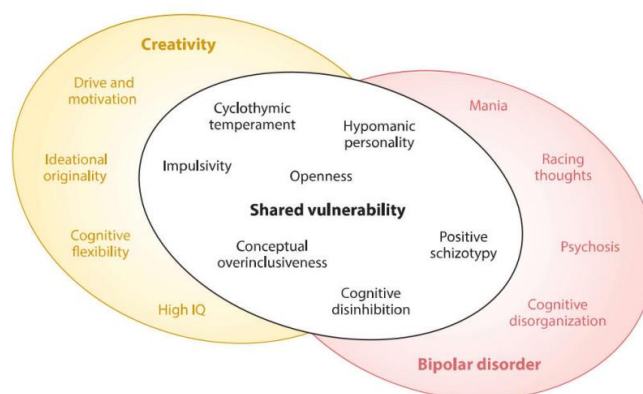 Creativity
Drive and
motivation
Ideational
originality
Cognitive
flexibility
High IQ
Cyclothymic
temperament
Hypomanic
personality
Impulsivity
Openness
Shared vulnerability
Conceptual
overinclusiveness
Positive
schizotypy
Cognitive
disinhibition
Mania
Racing
thoughts
Psychosis
Cognitive
disorganization
Bipolar disorder